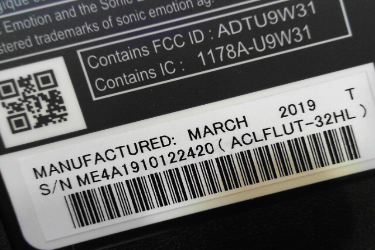 Emotion and the Sonic E
stered trademarks of sonic emotion ag.
Contains FCC ID : ADTU9W31
Contains IC : 1178A-U9W31
MANUFACTURED: MARCH 2019 T
S/N ME4A1910122420 ( ACLFLUT-32HL )